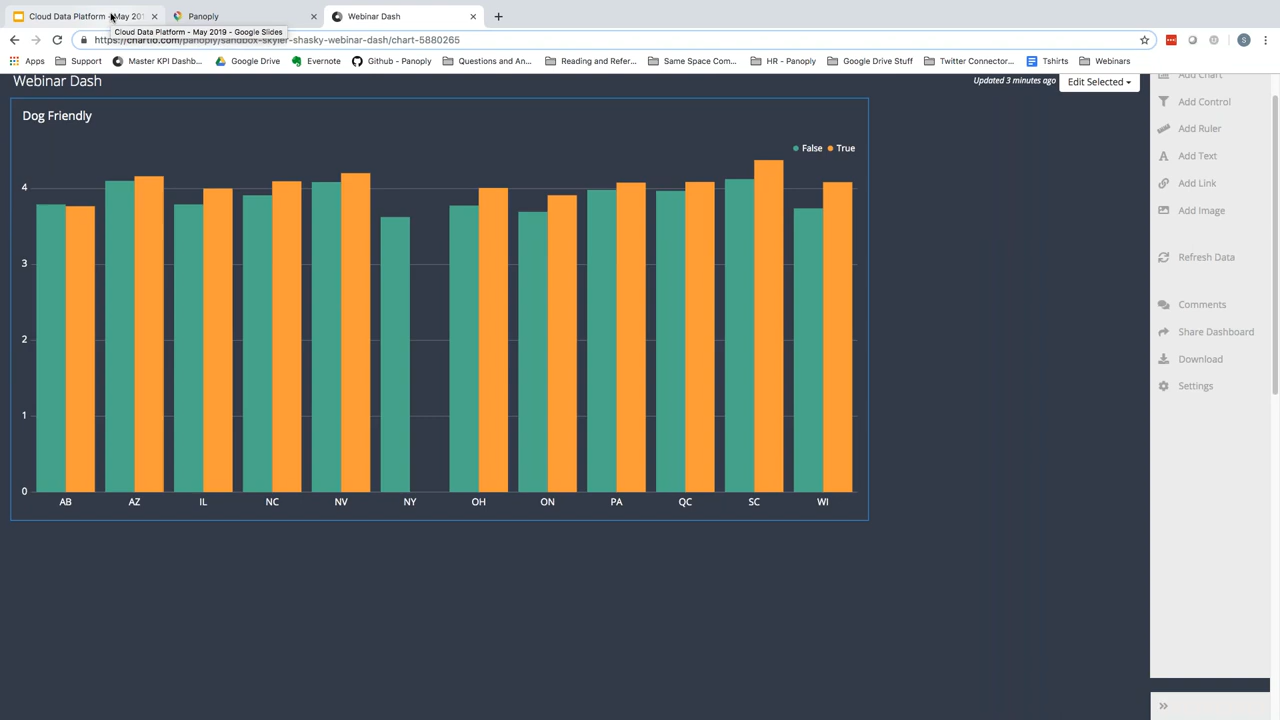 Cloud Data Platform - May 201
Panoply
Webinar Dash
Cloud Data Platform - May 2019 - Google Slides
https://chartio.com/panoply/sandbox-skyler-shasky-webinar-dash/chart-5880265
Apps
Support
Master KPI Dashb...
Google Drive
Evernote
Github - Panoply
Questions and An...
Reading and Refer...
Same Space Com...
HR - Panoply
Google Drive Stuff
Twitter Connector...
Tshirts
Webinars
Webinar Dash
Updated 3 minutes ago
Edit Selected
Add Chart
Add Control
Add Ruler
Add Text
Add Link
Add Image
Refresh Data
Comments
Share Dashboard
Download
Settings
Dog Friendly
False True
4
3
2
1
0
AB AZ IL NC NV NY OH ON PA QC SC WI